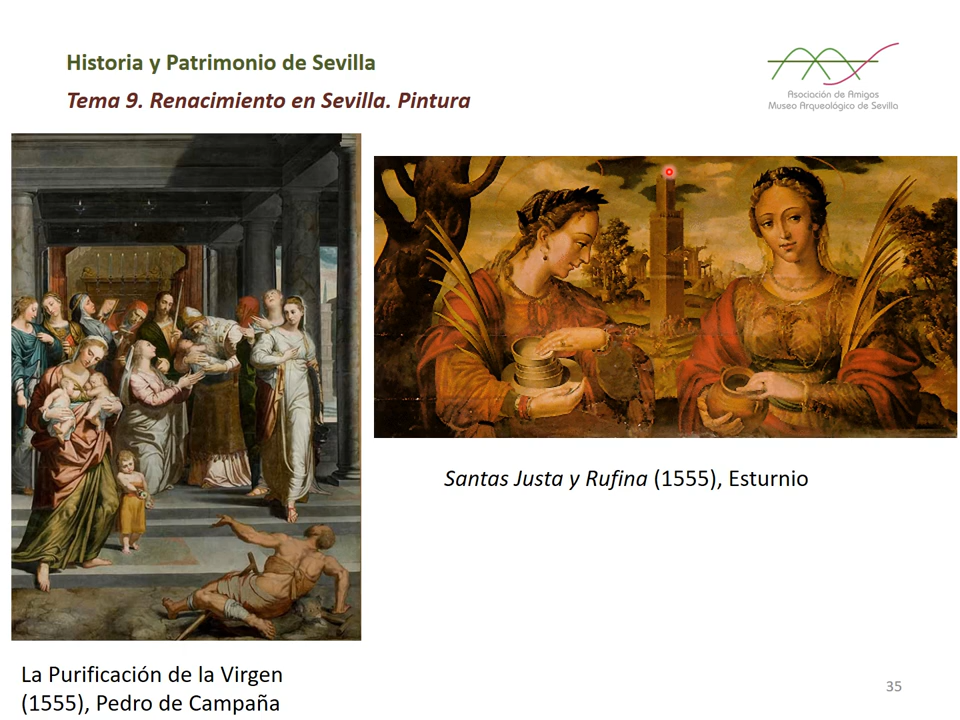 Historia y Patrimonio de Sevilla
Tema 9. Renacimiento en Sevilla. Pintura
Asociación de Amigos
Museo Arqueológico de Sevilla
Santas Justa y Rufina (1555), Esturnio
La Purificación de la Virgen
(1555), Pedro de Campaña
35